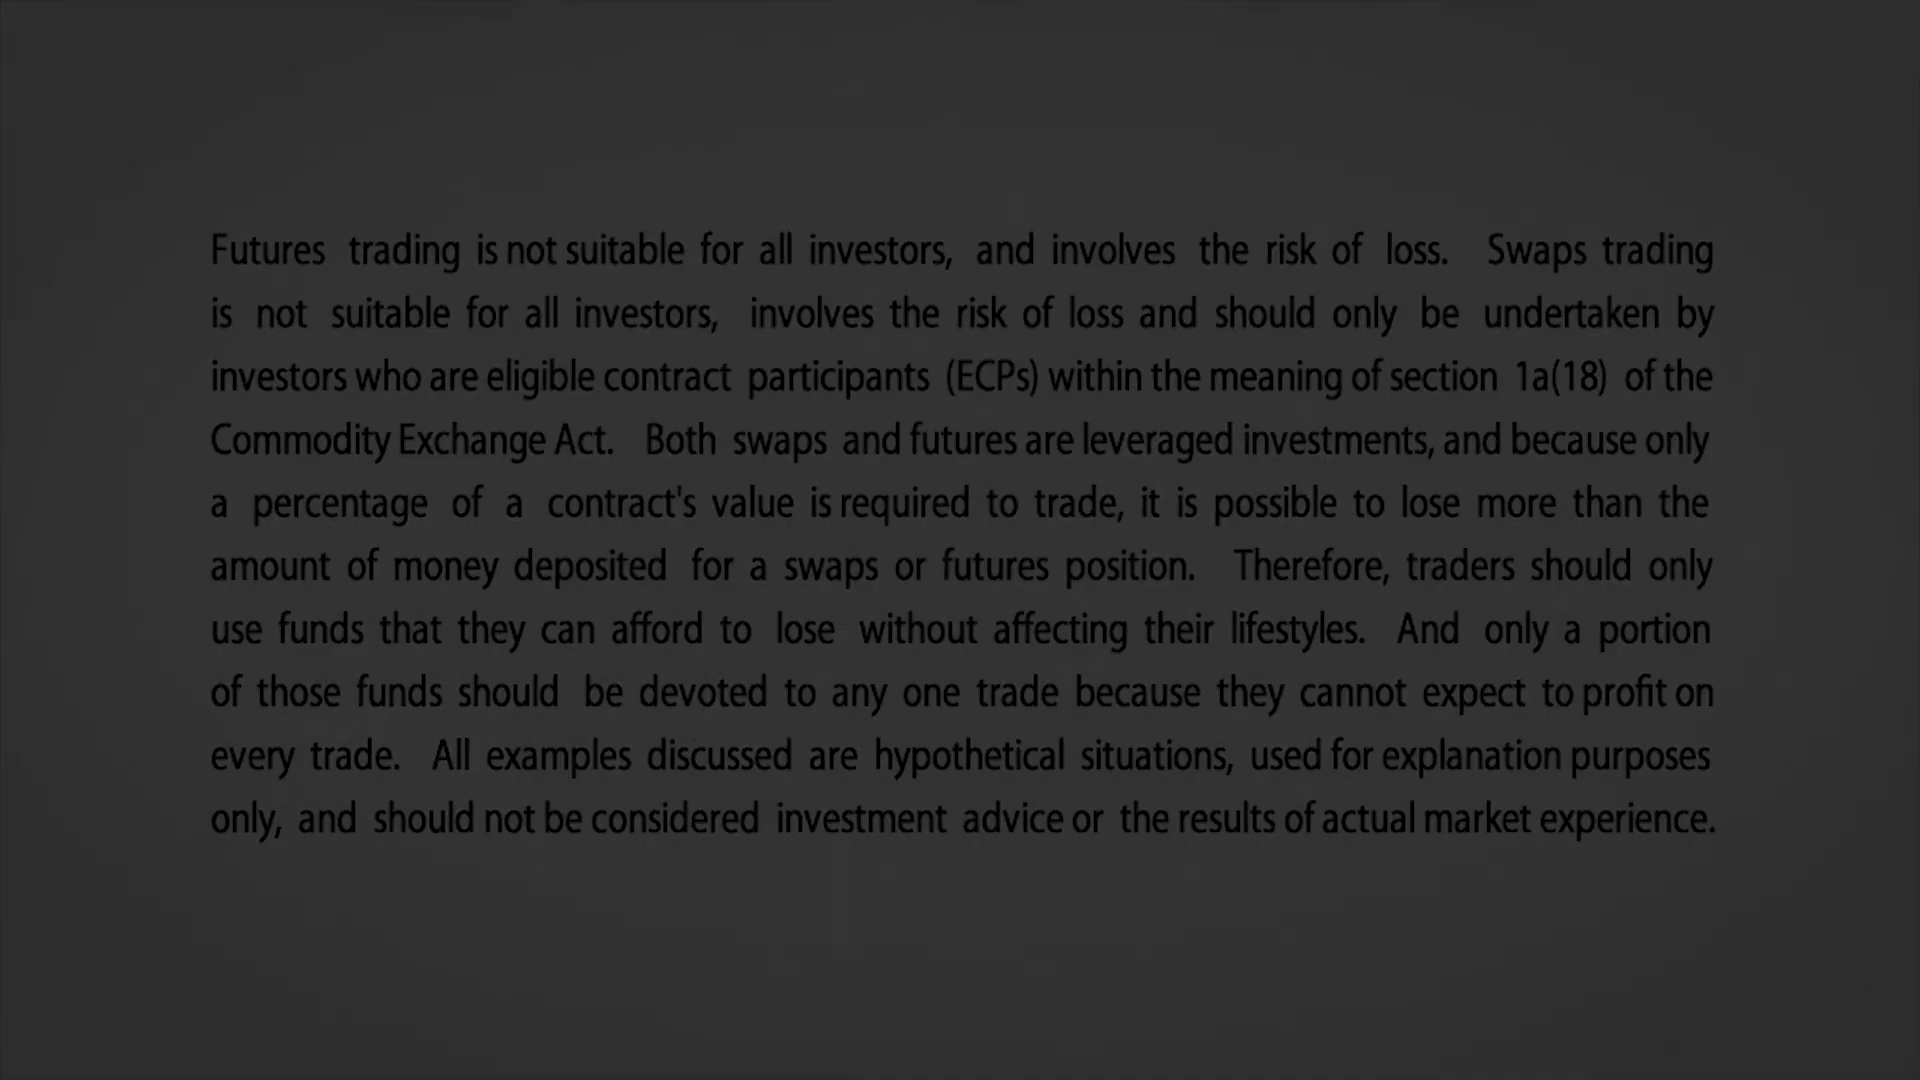 Futures trading is not suitable for all investors, and involves the risk of loss. Swaps trading
is not suitable for all investors, involves the risk of loss and should only be undertaken by
investors who are eligible contract participants (ECPs) within the meaning of section 1a(18) of the
Commodity Exchange Act. Both swaps and futures are leveraged investments, and because only
a percentage of a contract's value is required to trade, it is possible to lose more than the
amount of money deposited for a swaps or futures position. Therefore, traders should only
use funds that they can afford to lose without affecting their lifestyles. And only a portion
of those funds should be devoted to any one trade because they cannot expect to profit on
every trade. All examples discussed are hypothetical situations, used for explanation purposes
only, and should not be considered investment advice or the results of actual market experience.